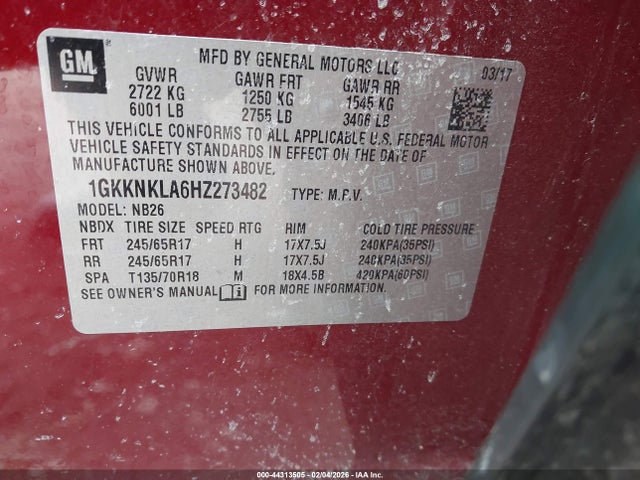 GM
MFD BY GENERAL MOTORS LLC 03/17
GVWR GAWR FRT GAWR RR
2722 KG 1250 KG 1545 KG
6001 LB 2755 LB 3406 LB
THIS VEHICLE CONFORMS TO ALL APPLICABLE U.S. FEDERAL MOTOR
VEHICLE SAFETY STANDARDS IN EFFECT ON THE DATE OF
MANUFACTURE SHOWN ABOVE.
1GKKNKLA6HZ273482 TYPE: M.P.V.
MODEL: NB26
NBDX TIRE SIZE SPEED RTG RIM COLD TIRE PRESSURE
FRT 245/65R17 H 17X7.5J 240KPA(35PSI)
RR 245/65R17 H 17X7.5J 240KPA(35PSI)
SPA T135/70R18 M 18X4.5B 420KPA(60PSI)
SEE OWNER'S MANUAL FOR MORE INFORMATION.
000-44313505 - 02/04/2026 - IAA Holdings, LLC